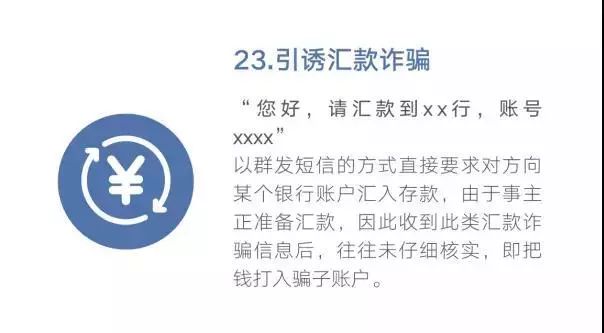 23.引诱汇款诈骗
“您好，请汇款到xx行，账号
xxxx”
以群发短信的方式直接要求对方向
某个银行账户汇入存款，由于事主
正准备汇款，因此收到此类汇款诈
骗信息后，往往未仔细核实，即把
钱打入骗子账户。
¥